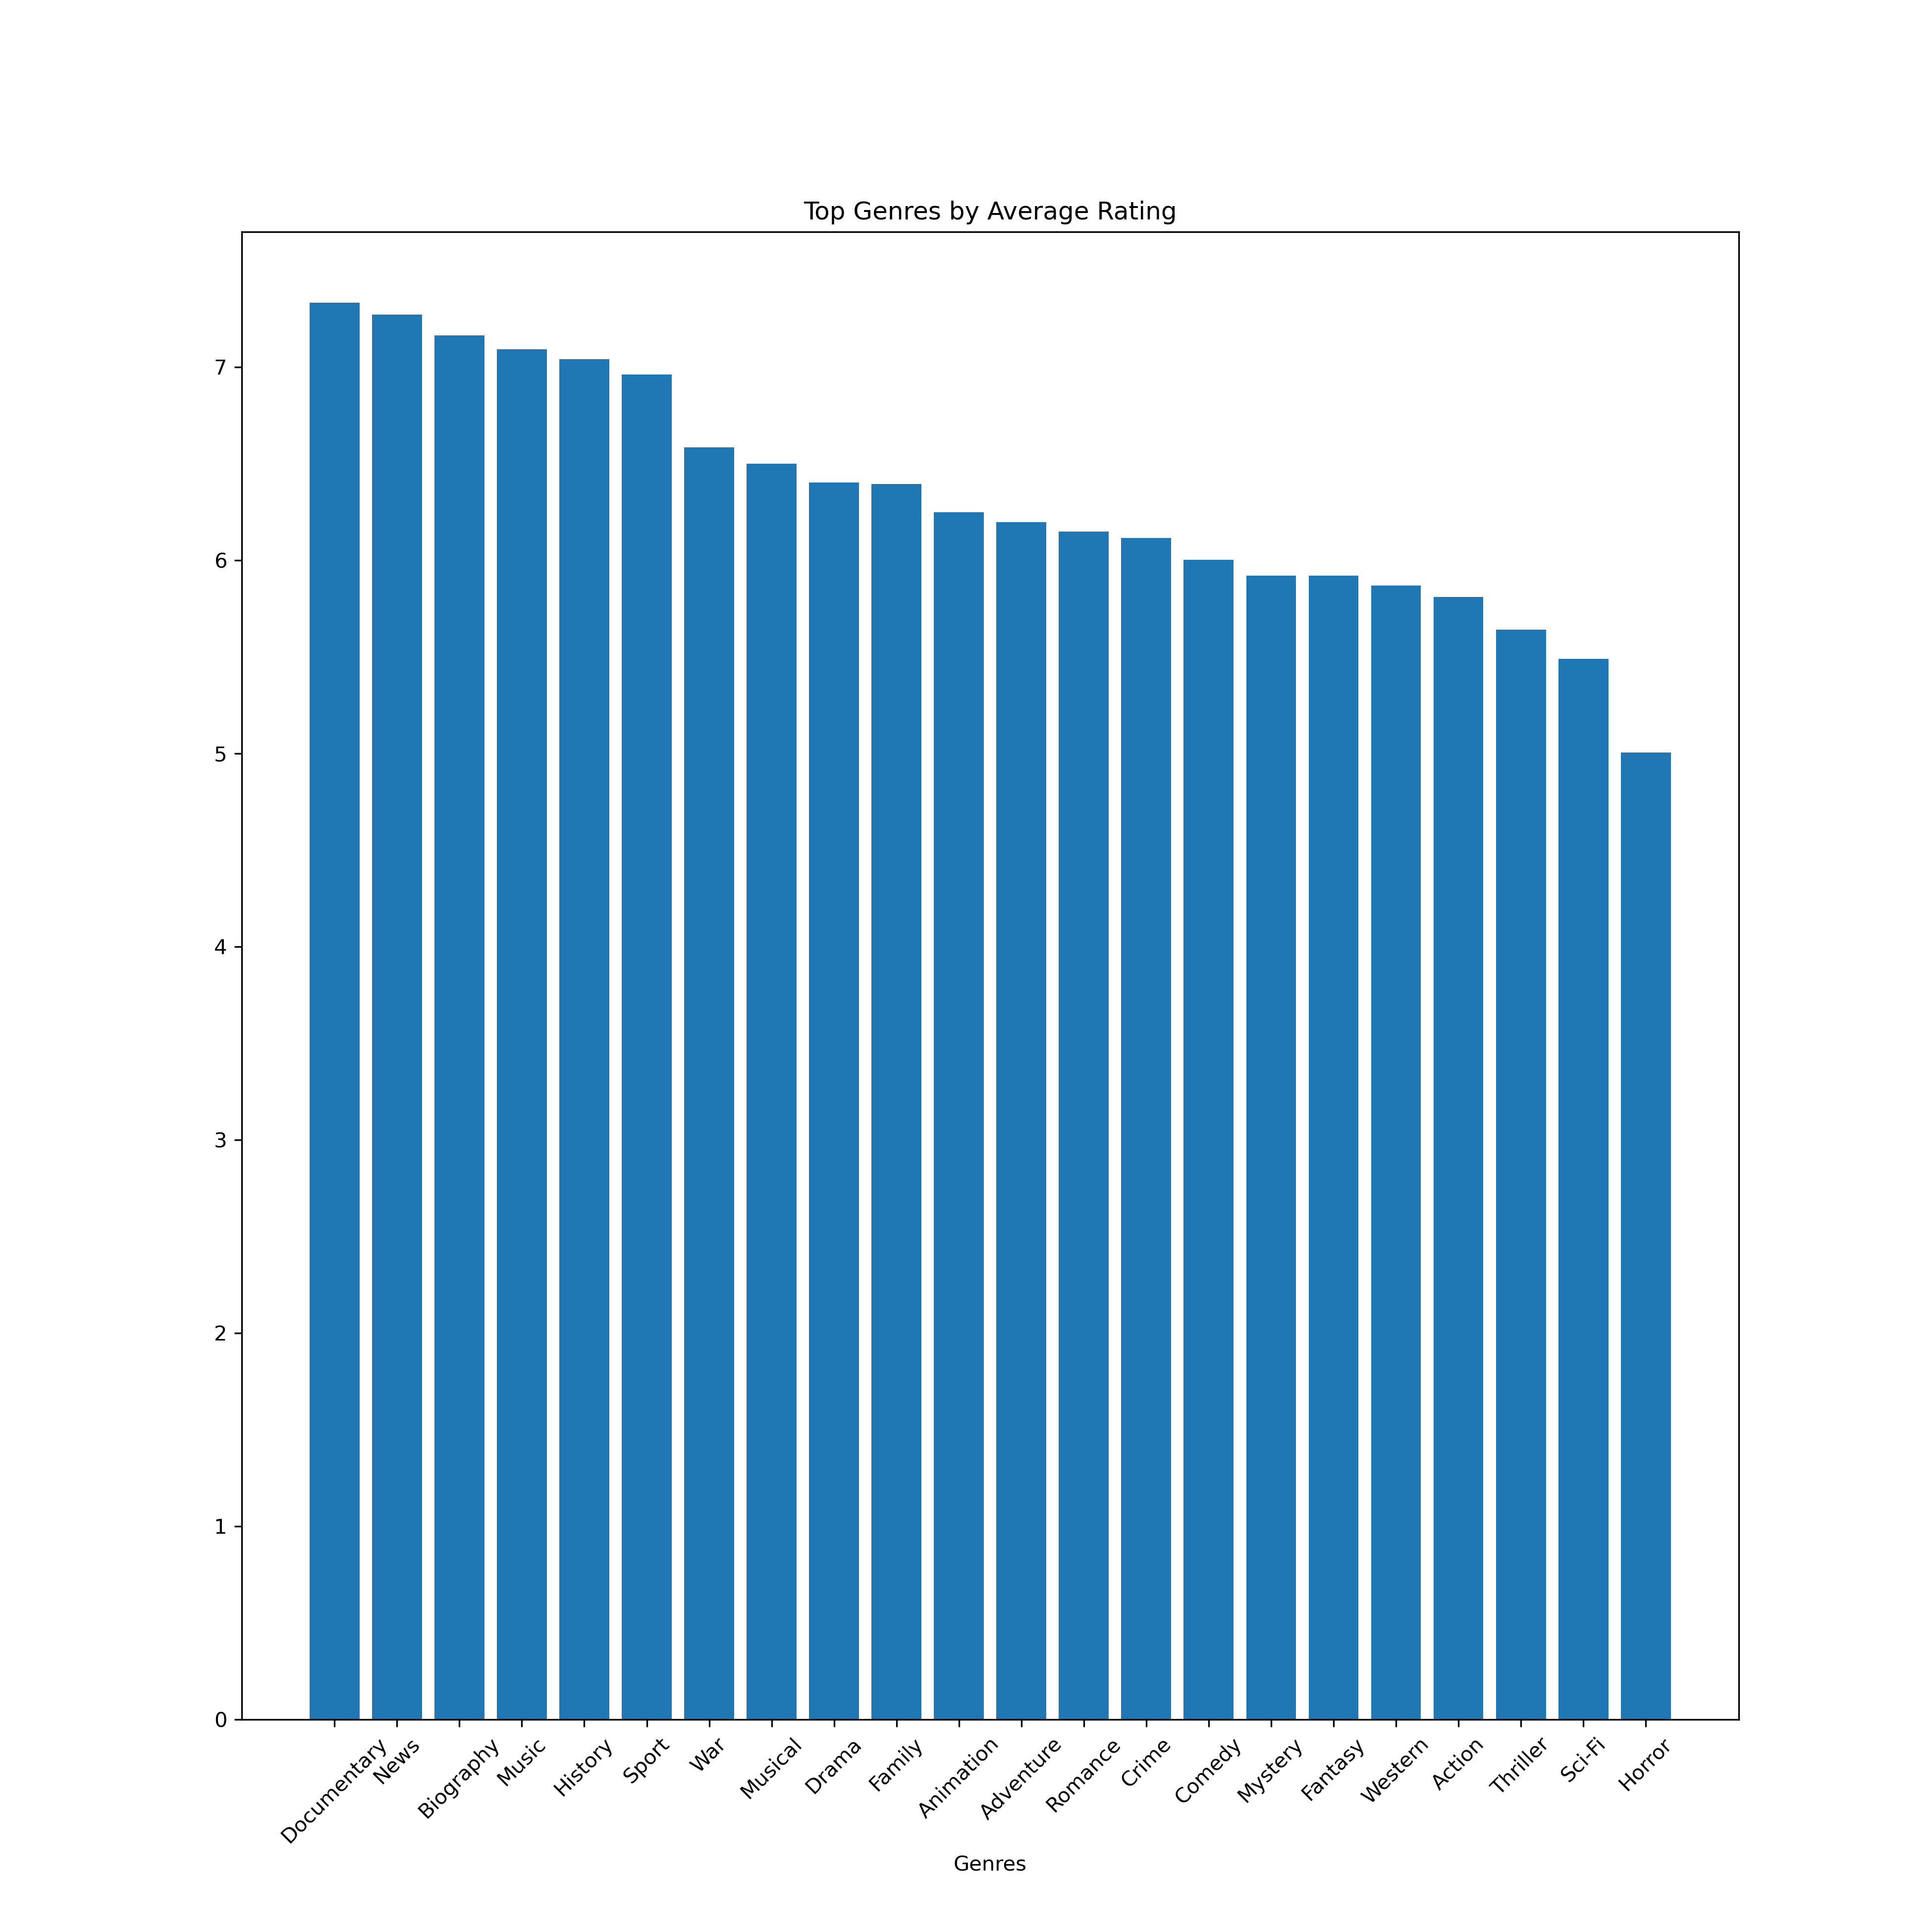 Top Genres by Average Rating
7
6
5
4
3
2
1
0
Documentary
News
Biography
Music
History
Sport
War
Musical
Drama
Family
Animation
Adventure
Romance
Crime
Comedy
Mystery
Fantasy
Western
Action
Thriller
Sci-Fi
Horror
Genres